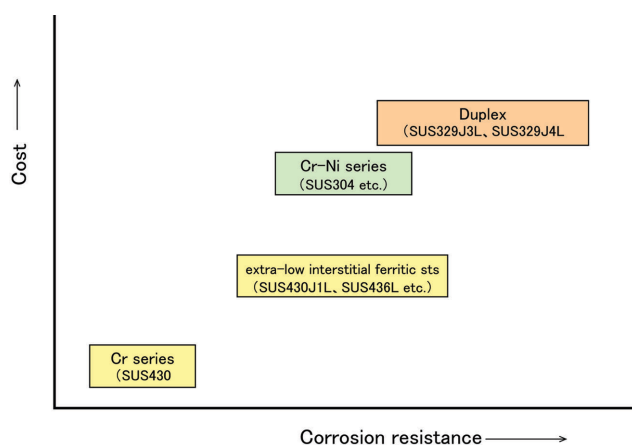 Cost
Duplex
(SUS329J3L、SUS329J4L
Cr-Ni series
(SUS304 etc.)
extra-low interstitial ferritic sts
(SUS430J1L、SUS436L etc.)
Cr series
(SUS430
Corrosion resistance